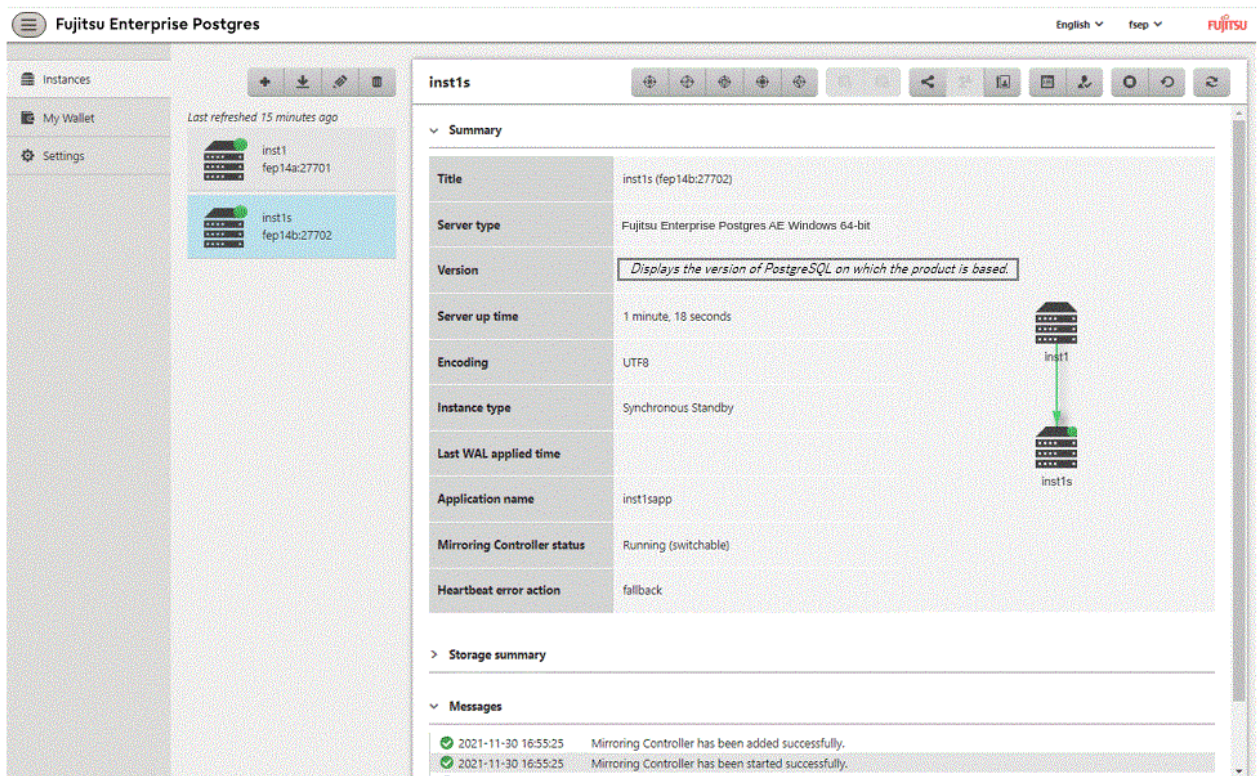 Fujitsu Enterprise Postgres
English
fsep
FUJITSU
Instances
My Wallet
Settings
Last refreshed 15 minutes ago
inst1
fep14a:27701
inst1s
fep14b:27702
inst1s
Summary
Title
inst1s (fep14b:27702)
Server type
Fujitsu Enterprise Postgres AE Windows 64-bit
Version
Displays the version of PostgreSQL on which the product is based.
Server up time
1 minute, 18 seconds
Encoding
UTF8
Instance type
Synchronous Standby
Last WAL applied time
Application name
inst1sapp
Mirroring Controller status
Running (switchable)
Heartbeat error action
fallback
inst1
inst1s
Storage summary
Messages
2021-11-30 16:55:25 Mirroring Controller has been added successfully.
2021-11-30 16:55:25 Mirroring Controller has been started successfully.